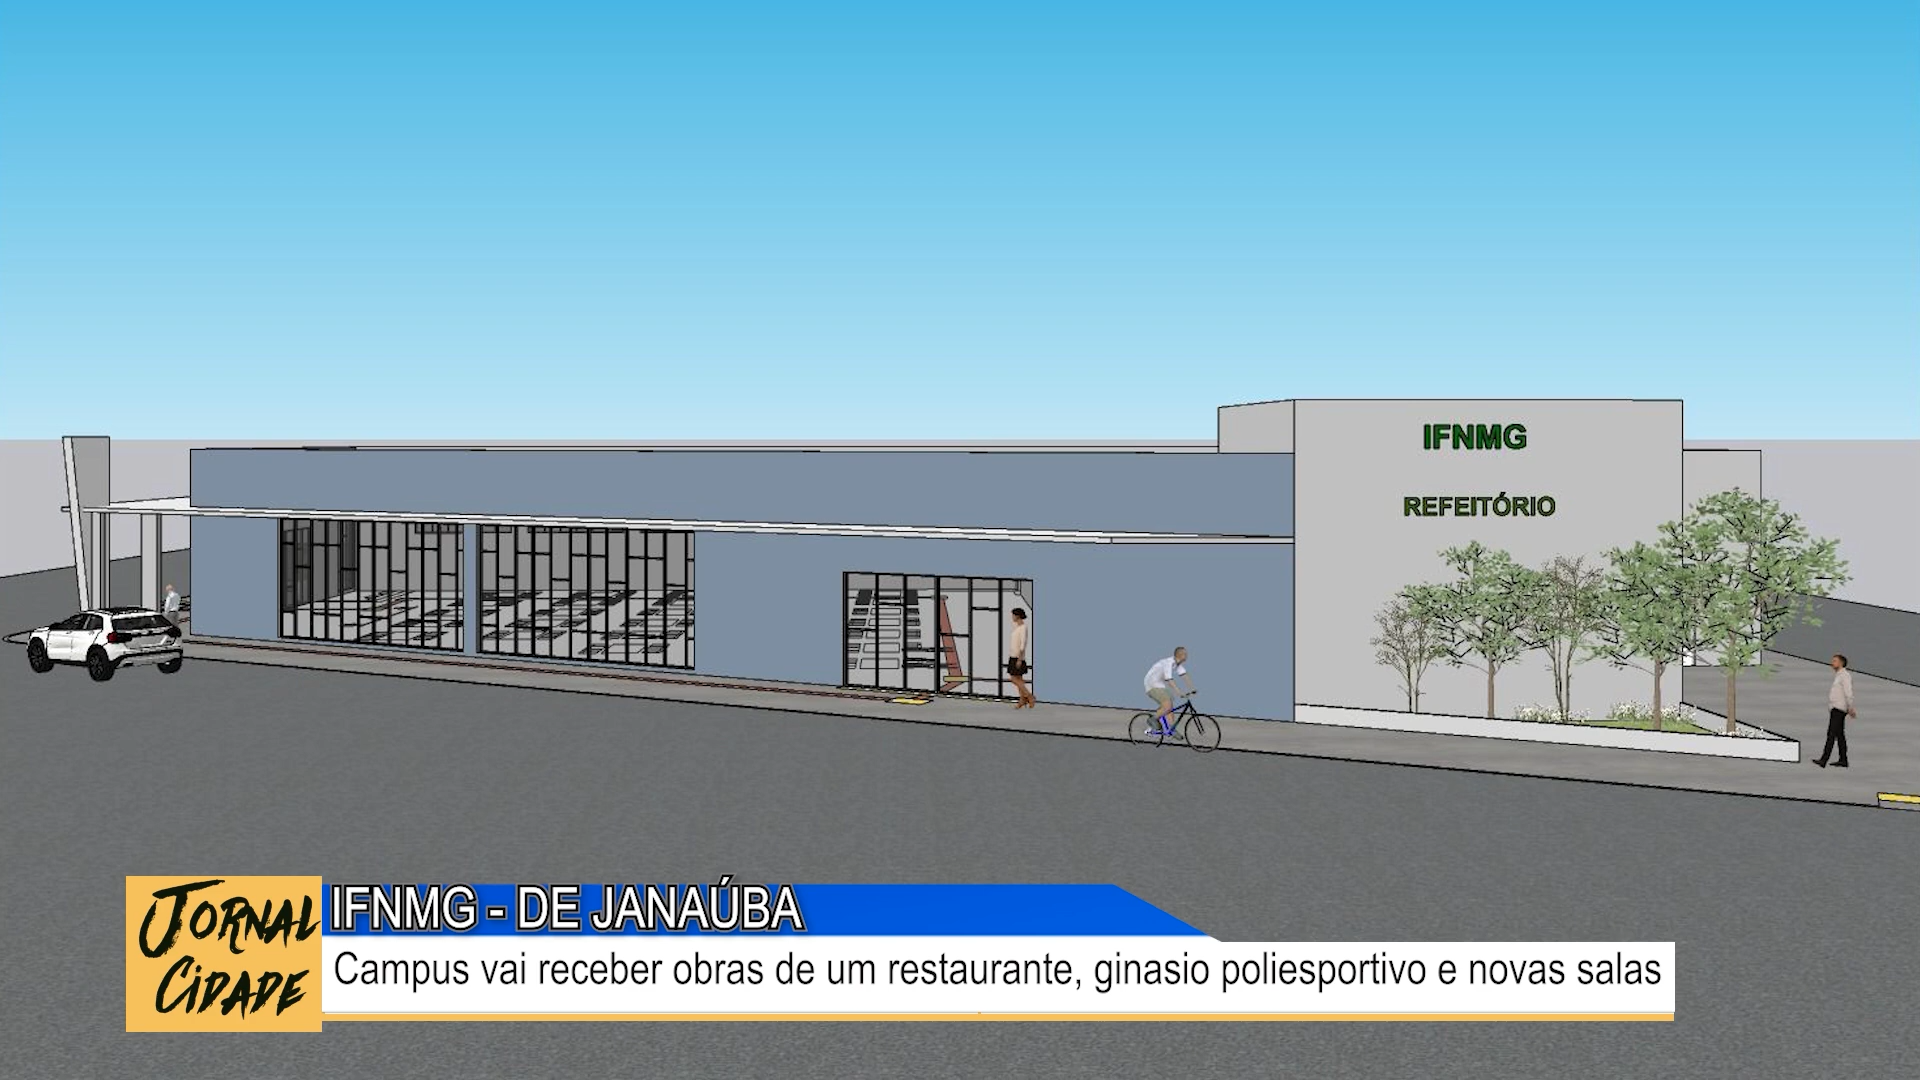 IFNMG
REFEITÓRIO
JORNAL
CIDADE
IFNMG - DE JANAÚBA
Campus vai receber obras de um restaurante, ginasio poliesportivo e novas salas